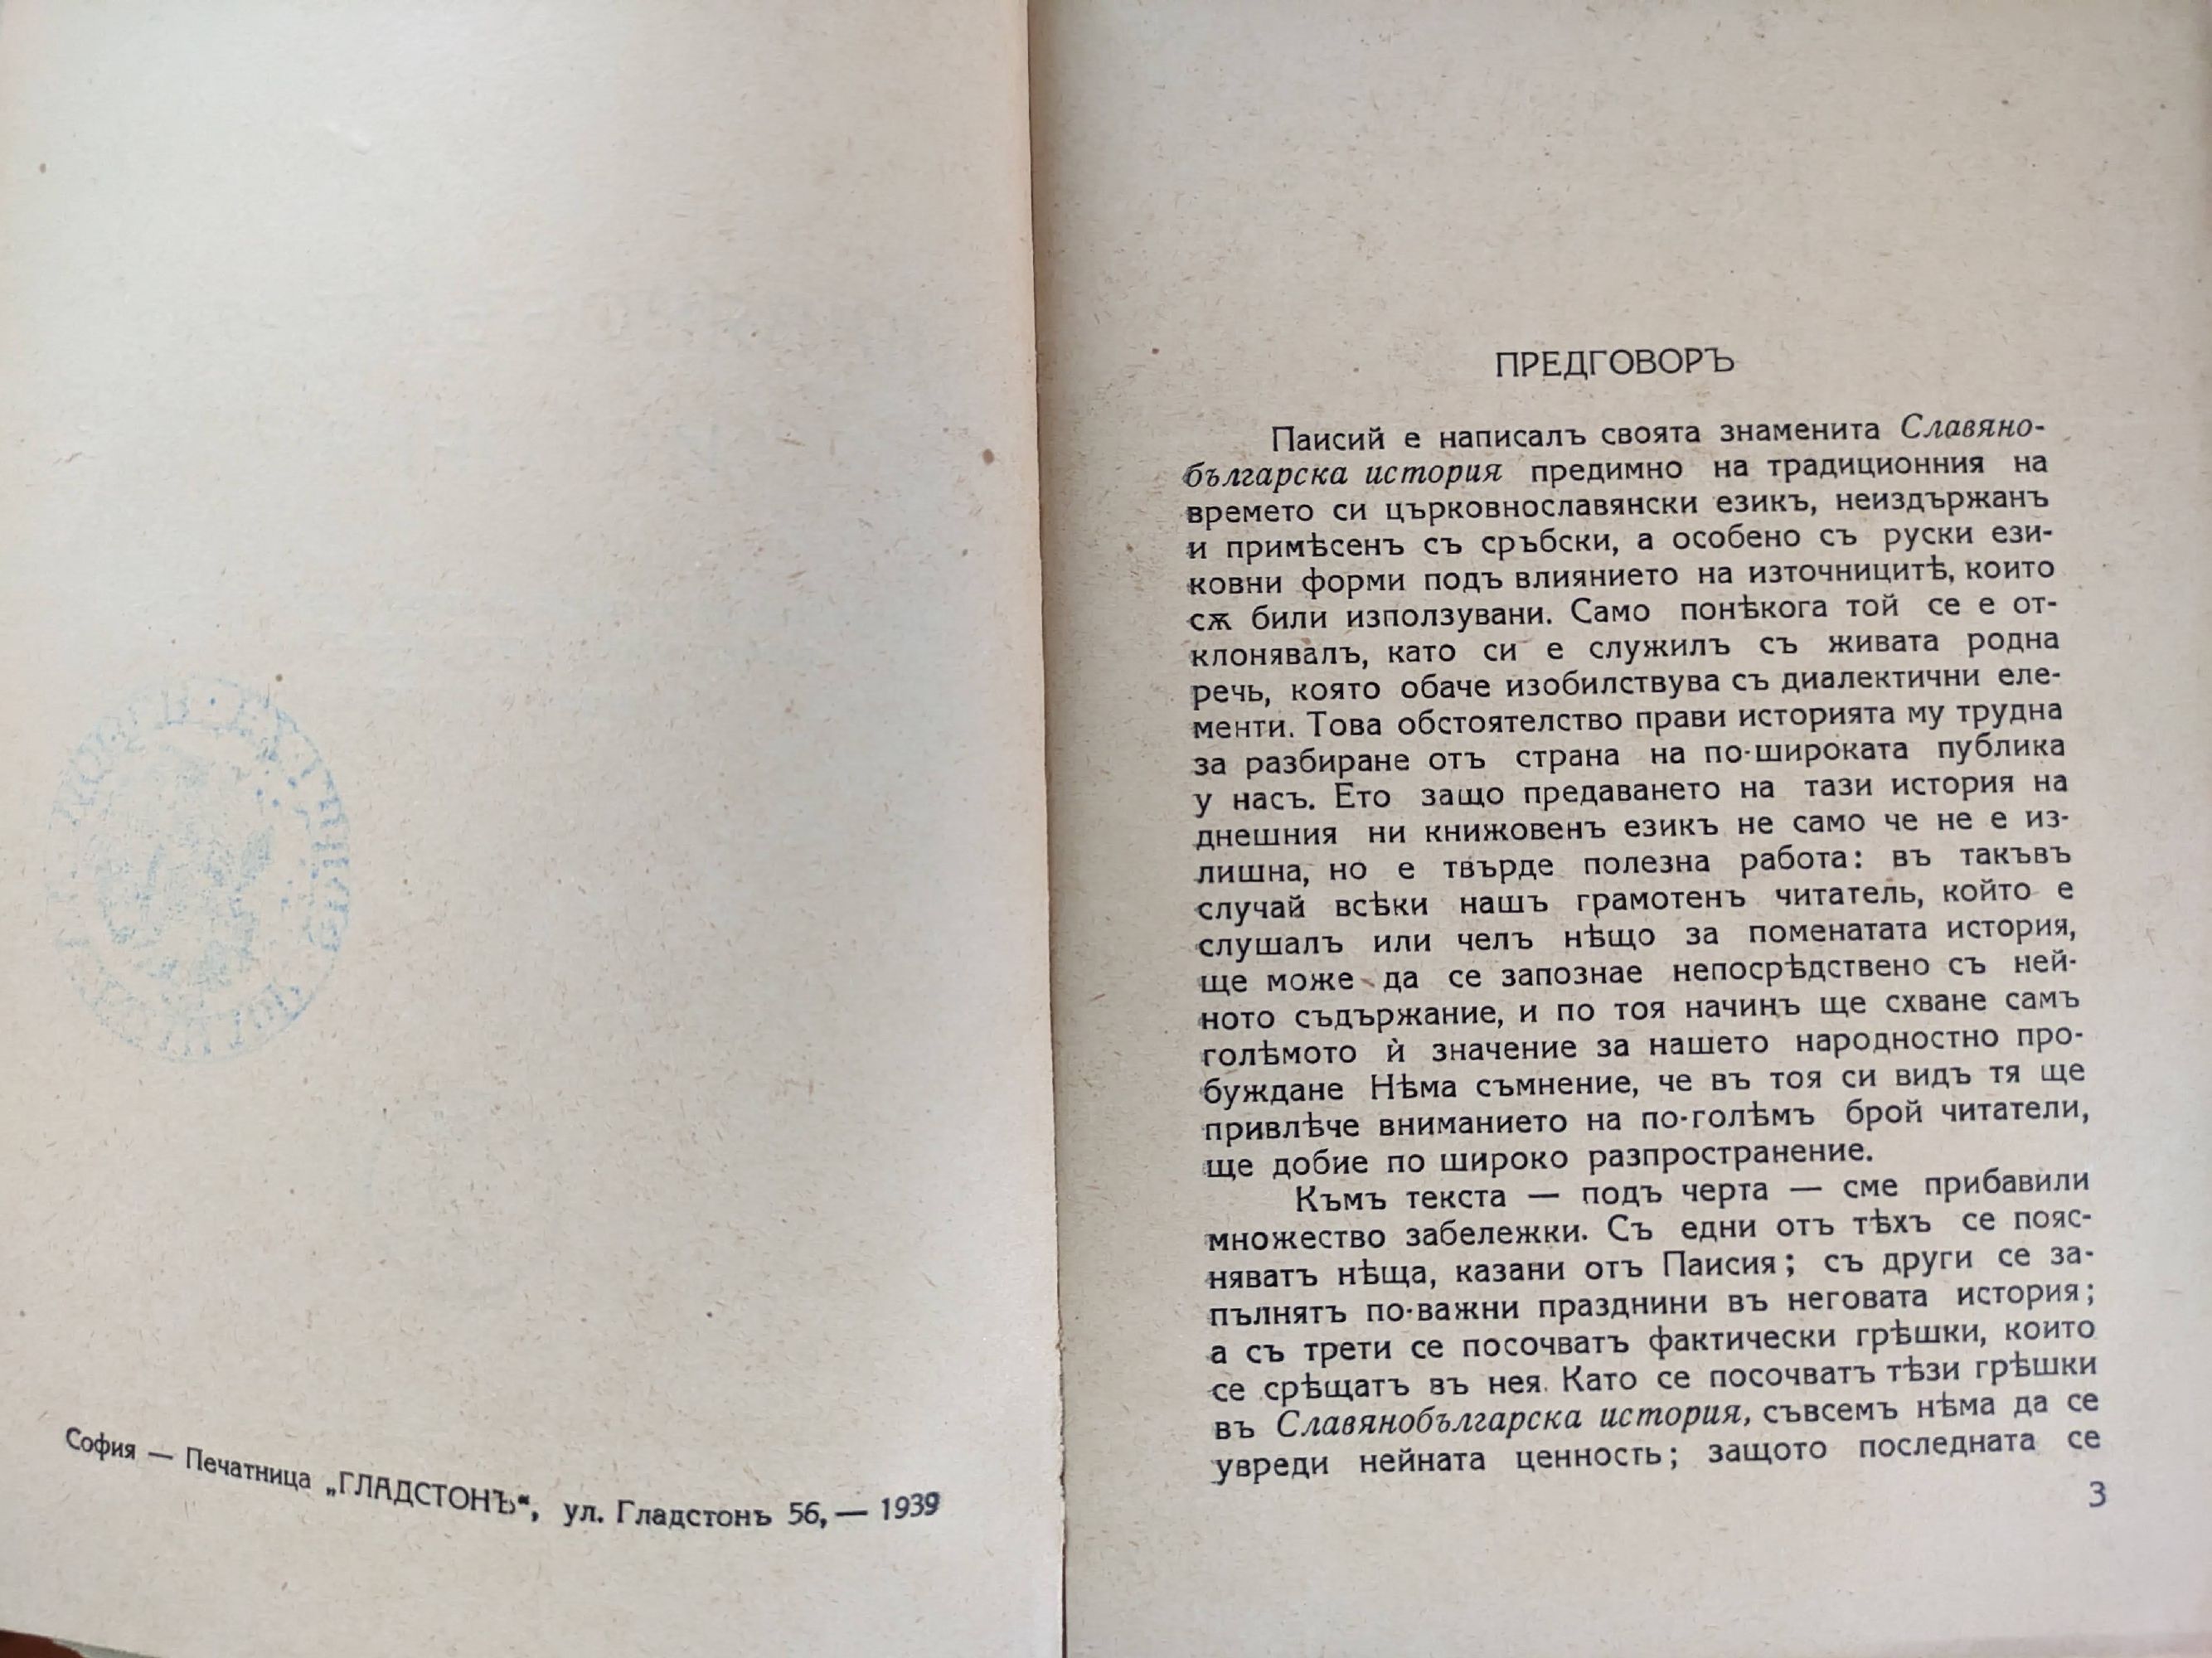 София — Печатница „ГЛАДСТОНЪ“, ул. Гладстонъ 56, — 1939
ПРЕДГОВОРЪ
Паисий е написалъ своята знаменита Славяно-
българска история предимно на традиционния на
времето си църковнославянски езикъ, неиздържанъ
и примѣсенъ съ сръбски, а особено съ руски ези-
ковни форми подъ влиянието на източницитѣ, които
сѫ били използувани. Само понѣкога той се е от-
клонявалъ, като си е служилъ съ живата родна
речь, която обаче изобилствува съ диалектични еле-
менти. Това обстоятелство прави историята му трудна
за разбиране отъ страна на по-широката публика
у насъ. Ето защо предаването на тази история на
днешния ни книжовенъ езикъ не само че не е из-
лишна, но е твърде полезна работа: въ такъвъ
случай всѣки нашъ грамотенъ читатель, който е
слушалъ или челъ нѣщо за поменатата история,
ще може да се запознае непосрѣдствено съ ней-
ното съдържание, и по тоя начинъ ще схване самъ
голѣмото ѝ значение за нашето народностно про-
буждане Нѣма съмнение, че въ тоя си видъ тя ще
привлѣче вниманието на по-голѣмъ брой читатели,
ще добие по широко разпространение.
Къмъ текста — подъ черта — сме прибавили
множество забележки. Съ едни отъ тѣхъ се пояс-
няватъ нѣща, казани отъ Паисия; съ други се за-
пълнятъ по-важни празднини въ неговата история;
а съ трети се посочватъ фактически грѣшки, които
се срѣщатъ въ нея. Като се посочватъ тѣзи грѣшки
въ Славянобългарска история, съвсемъ нѣма да се
увреди нейната ценность; защото последната се
3